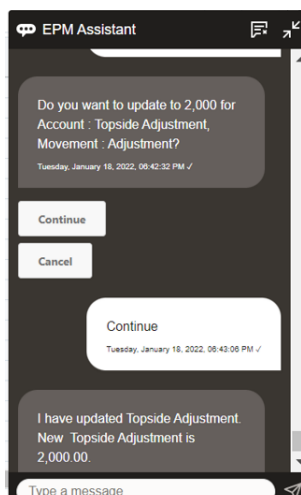 EPM Assistant
Do you want to update to 2,000 for
Account : Topside Adjustment,
Movement : Adjustment?
Tuesday, January 18, 2022, 06:42:32 PM ✓
Continue
Cancel
Continue
Tuesday, January 18, 2022, 06:43:06 PM ✓
I have updated Topside Adjustment.
New Topside Adjustment is
2,000.00.
Type a message